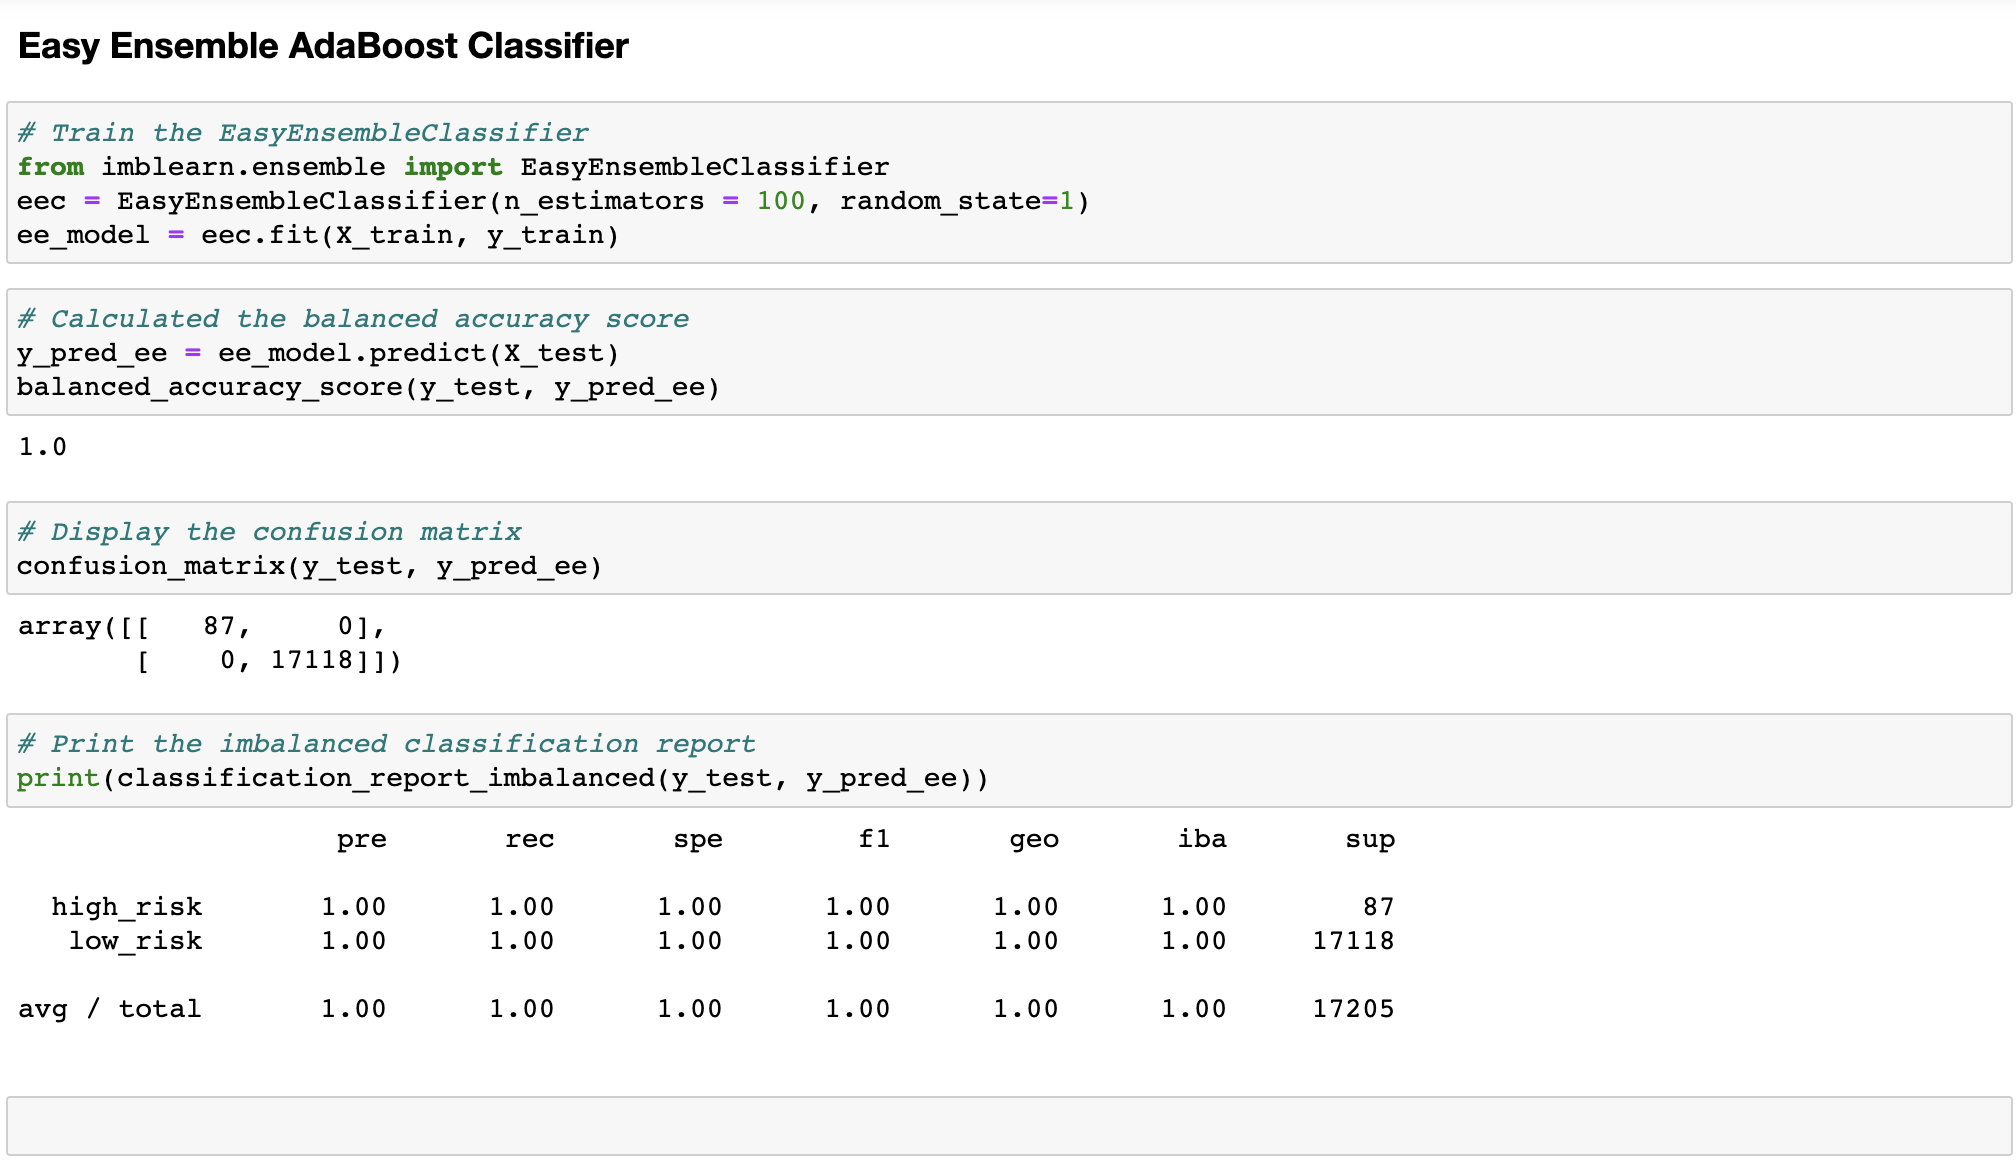 Easy Ensemble AdaBoost Classifier
# Train the EasyEnsembleClassifier
from imblearn.ensemble import EasyEnsembleClassifier
eec = EasyEnsembleClassifier(n_estimators = 100, random_state=1)
ee_model = eec.fit(X_train, y_train)
# Calculated the balanced accuracy score
y_pred_ee = ee_model.predict(X_test)
balanced_accuracy_score(y_test, y_pred_ee)
1.0
# Display the confusion matrix
confusion_matrix(y_test, y_pred_ee)
array([[   87,     0],
       [    0, 17118]])
# Print the imbalanced classification report
print(classification_report_imbalanced(y_test, y_pred_ee))
pre rec spe f1 geo iba sup
high_risk 1.00 1.00 1.00 1.00 1.00 1.00 87
low_risk 1.00 1.00 1.00 1.00 1.00 1.00 17118
avg / total 1.00 1.00 1.00 1.00 1.00 1.00 17205